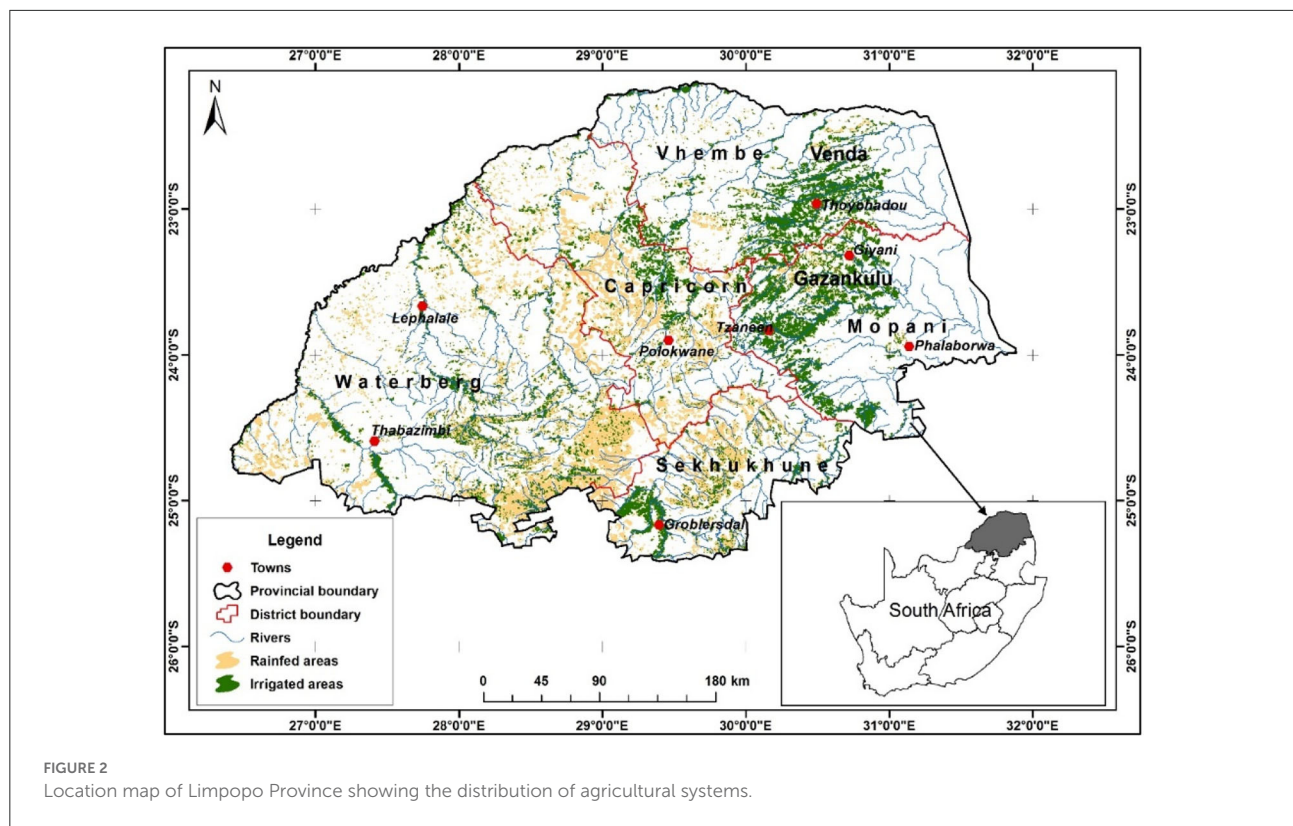 27°0'0"E 28°0'0"E 29°0'0"E 30°0'0"E 31°0'0"E 32°0'0"E
N
Vhembe
Venda
23°0'0"S
23°0'0"S
Thoyohadou
Giyani
Capricorn
Gazankulu
Lephalale
Tzaneen
Mopani
Polokwane
Phalaborwa
24°0'0"S
24°0'0"S
Waterberg
Thabazimbi
Sekhukhune
25°0'0"S
25°0'0"S
Groblersdal
Legend
Towns
Provincial boundary
District boundary
Rivers
Rainfed areas
Irrigated areas
South Africa
26°0'0"S
26°0'0"S
0 45 90 180 km
27°0'0"E 28°0'0"E 29°0'0"E 30°0'0"E 31°0'0"E 32°0'0"E
FIGURE 2
Location map of Limpopo Province showing the distribution of agricultural systems.